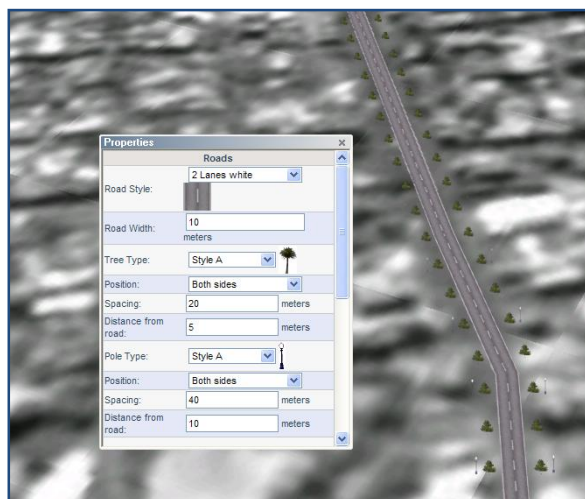 Properties
Roads
Road Style: 2 Lanes white
Road Width: 10
meters
Tree Type: Style A
Position: Both sides
Spacing: 20 meters
Distance from
road: 5 meters
Pole Type: Style A
Position: Both sides
Spacing: 40 meters
Distance from
road: 10 meters